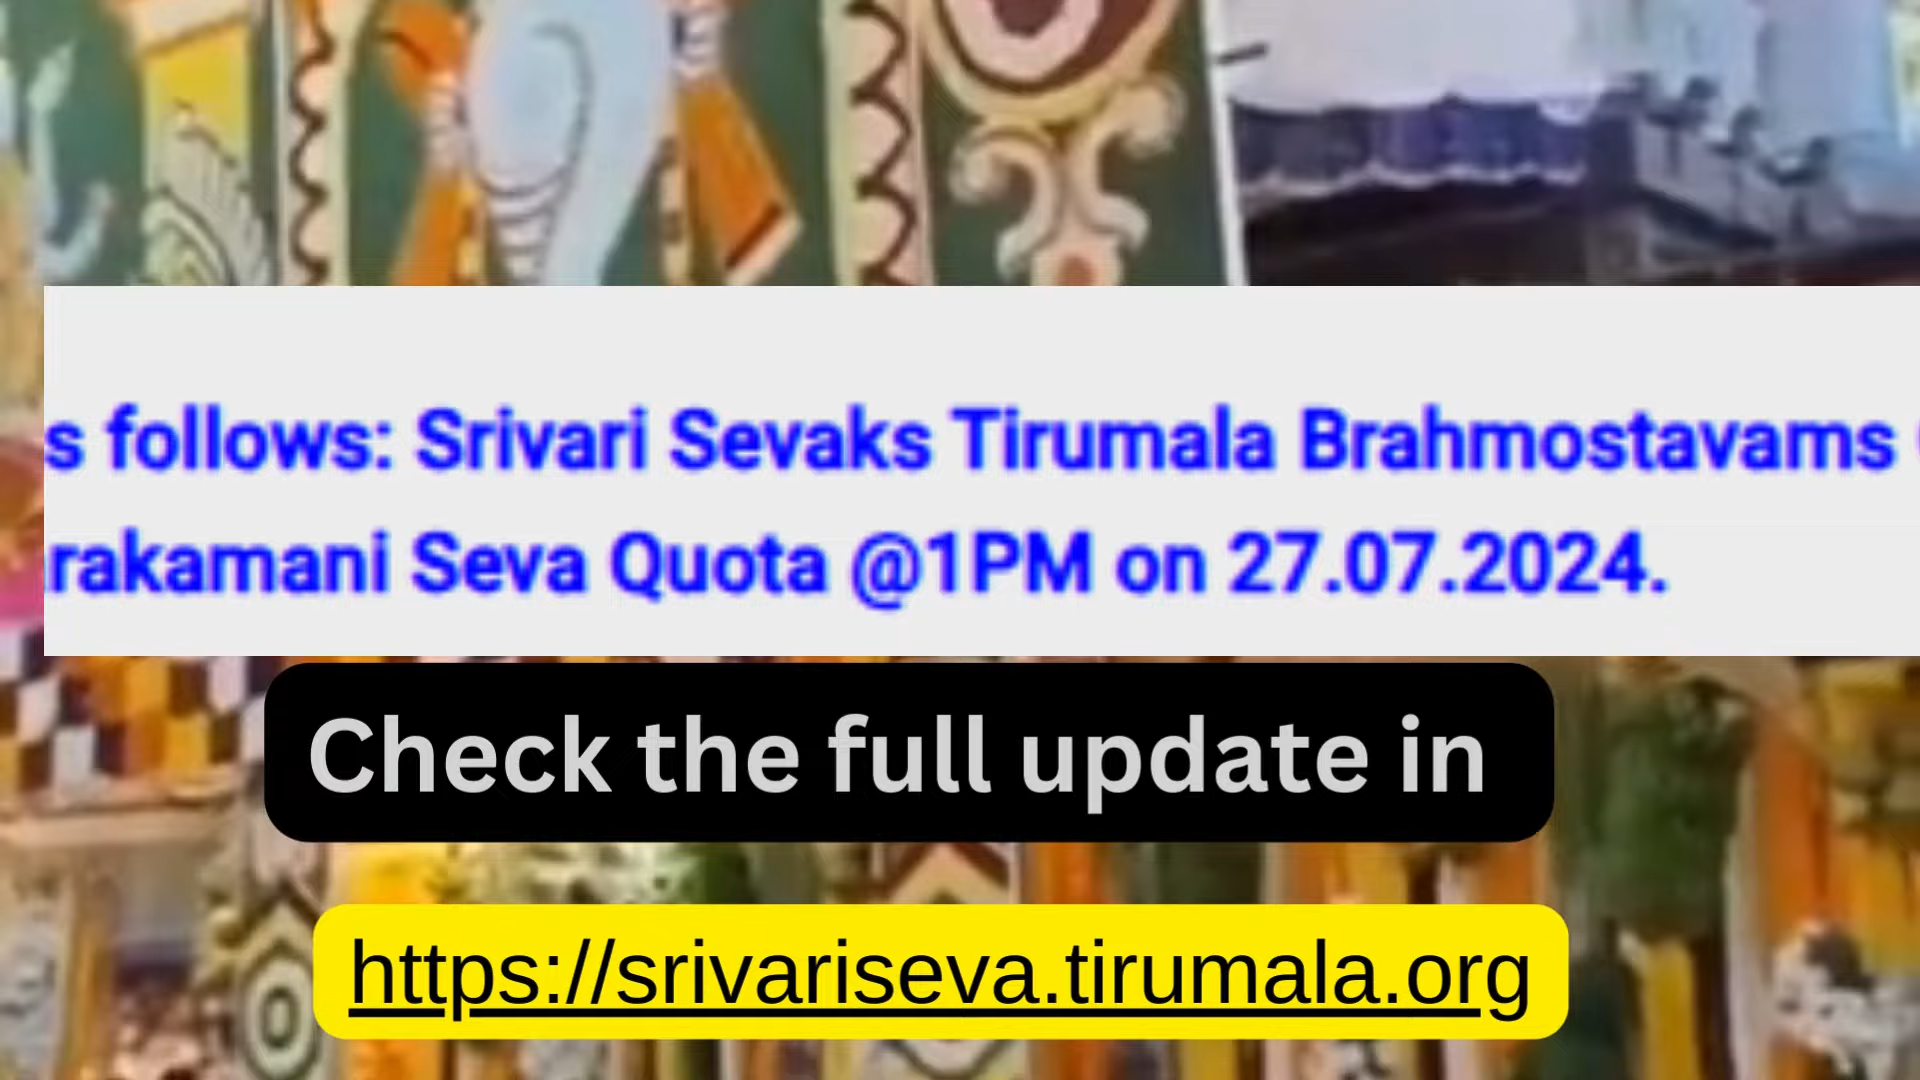 s follows: Srivari Sevaks Tirumala Brahmostavams
rakamani Seva Quota @1PM on 27.07.2024.
Check the full update in
https://srivariseva.tirumala.org